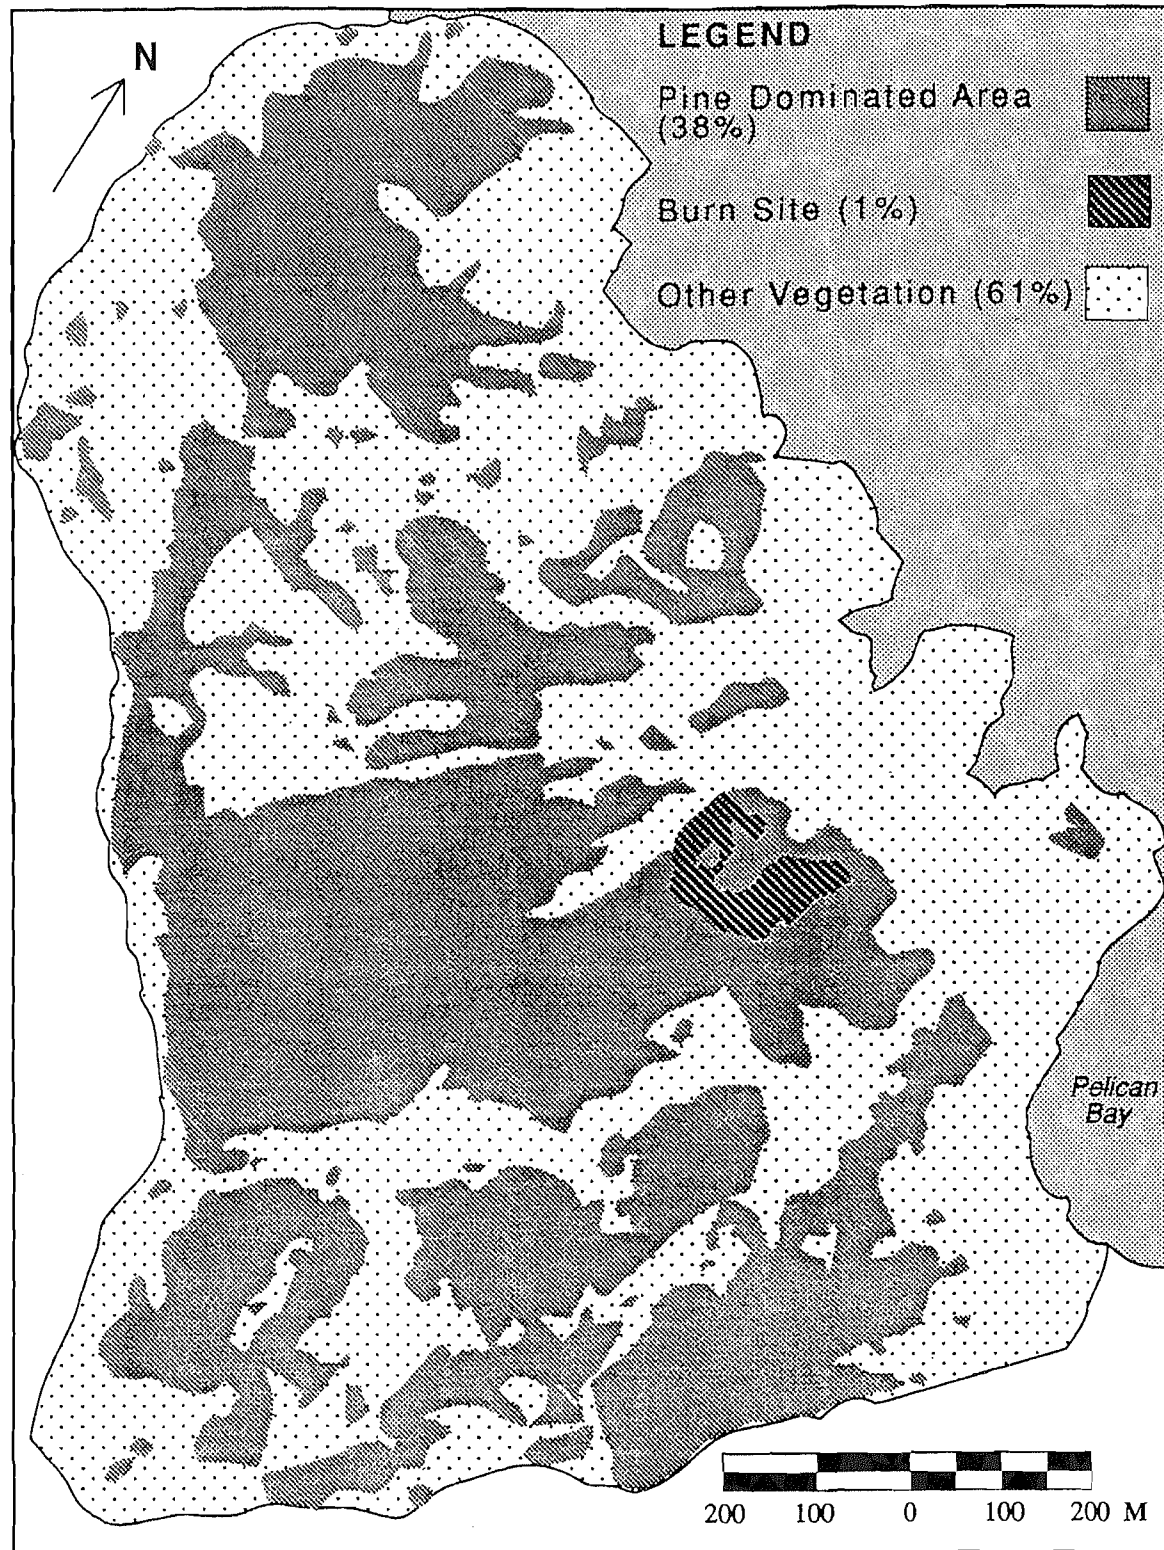 N
LEGEND
Pine Dominated Area
(38%)
Burn Site (1%)
Other Vegetation (61%)
Pelican
Bay
200 100 0 100 200 M